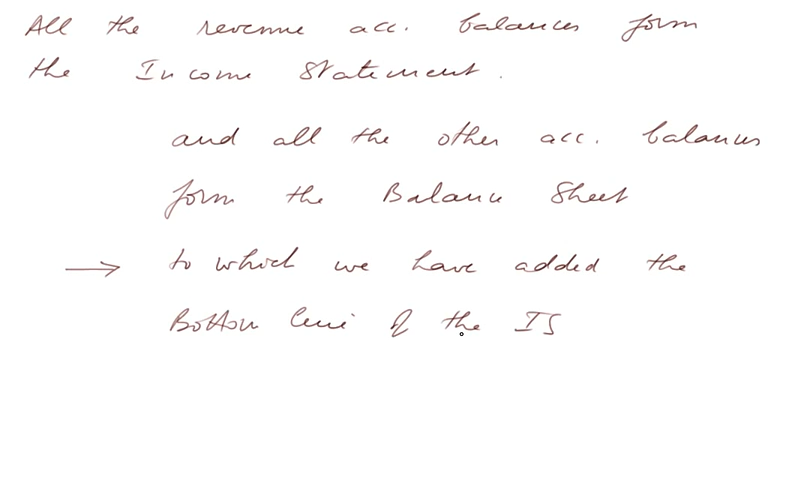 All the revenue acc. balances form
the Income Statement.
and all the other acc. balances
form the Balance Sheet
→ to which we have added the
Bottom line of the IS